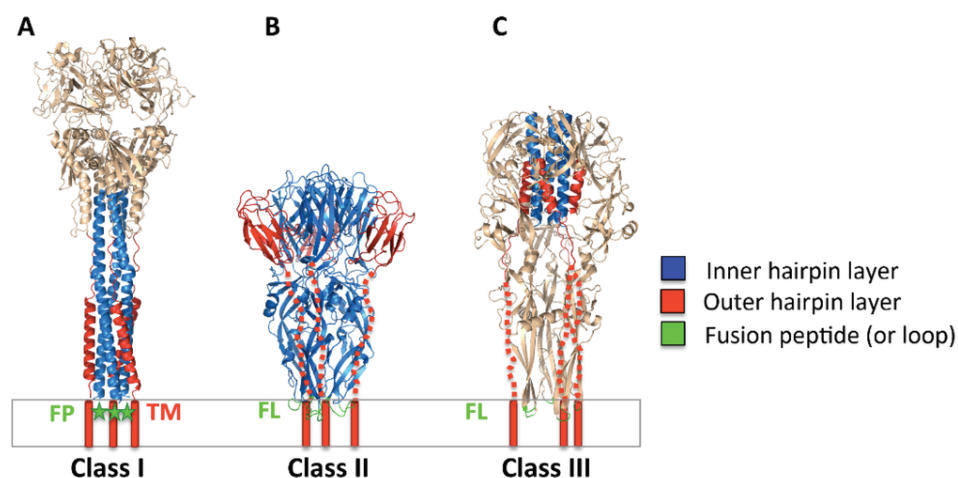 A
B
C
Inner hairpin layer
Outer hairpin layer
Fusion peptide (or loop)
FP
TM
FL
FL
Class I
Class II
Class III